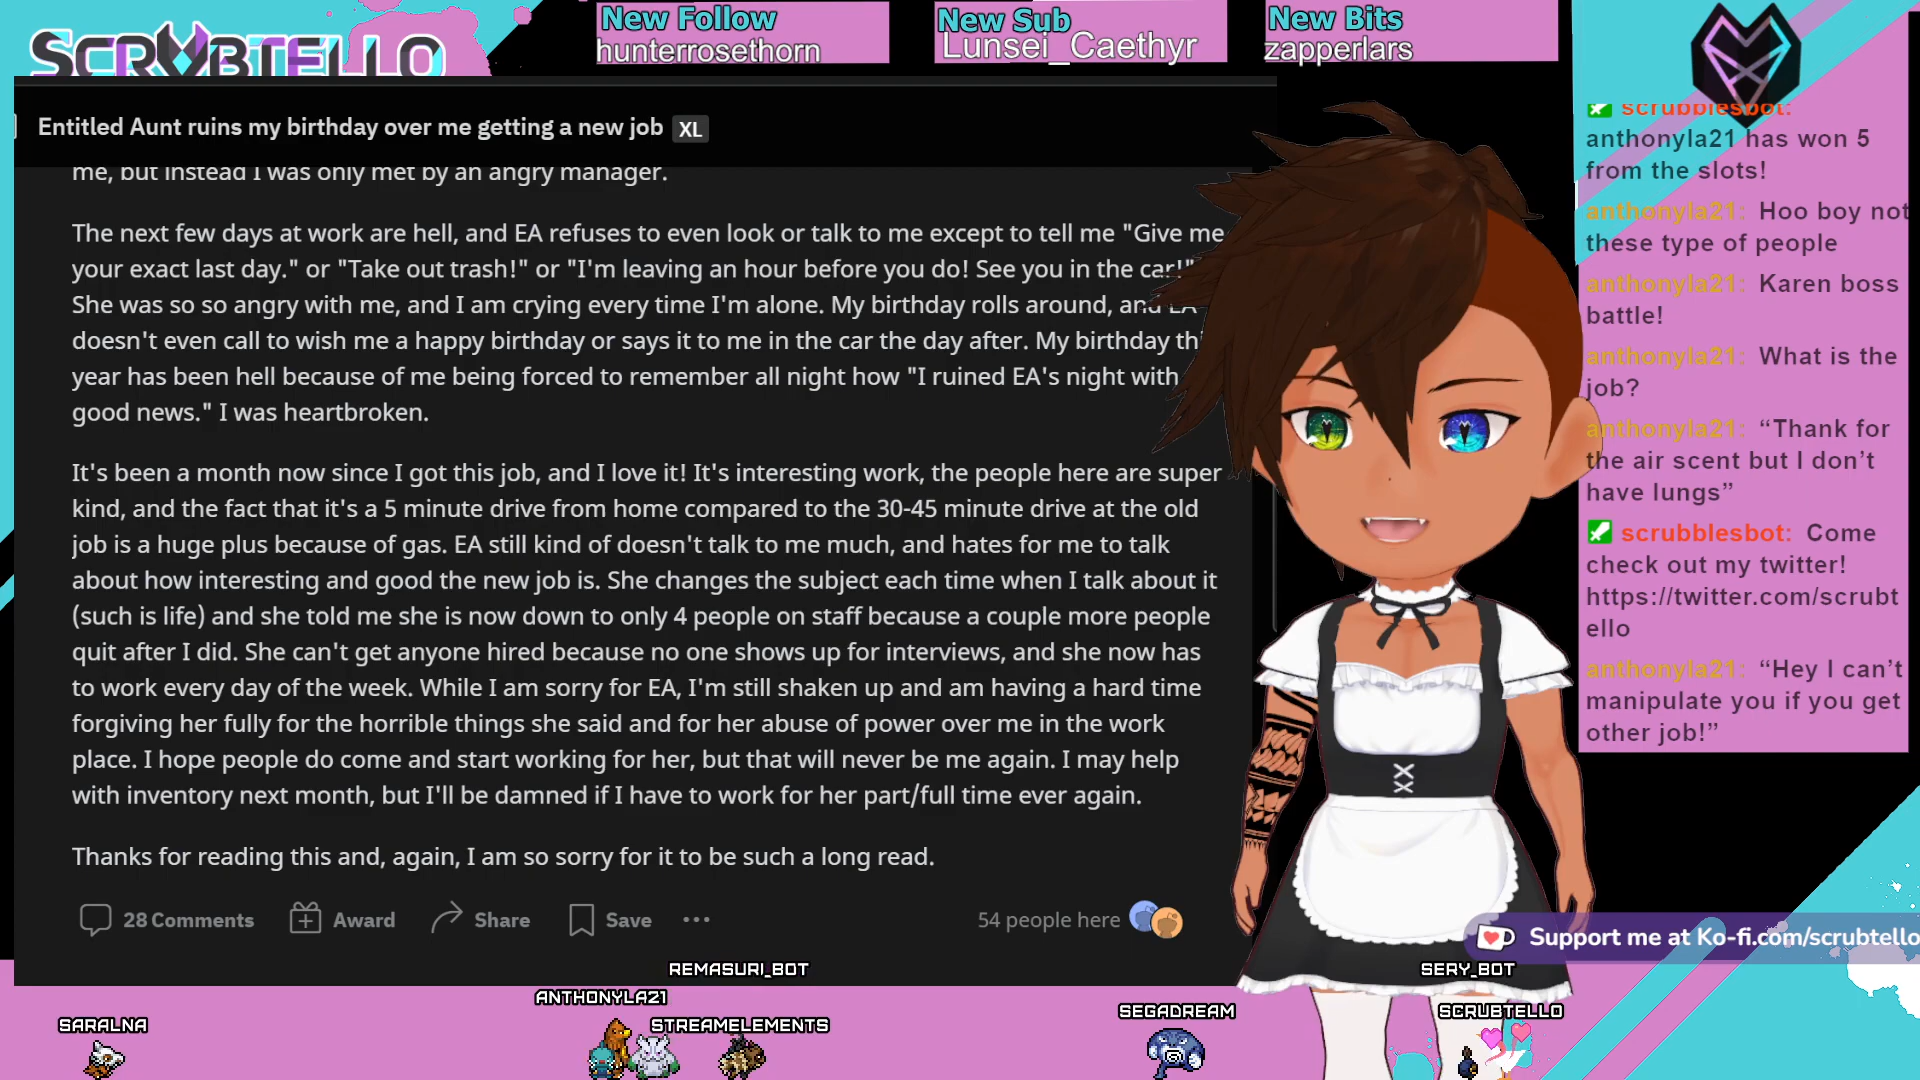 SCRUBTELLO
New Follow
hunterrosethorn
New Sub
Lunsei_Caethyr
New Bits
zapperlars
Entitled Aunt ruins my birthday over me getting a new job XL
me, but instead I was only met by an angry manager.
The next few days at work are hell, and EA refuses to even look or talk to me except to tell me "Give me
your exact last day." or "Take out trash!" or "I'm leaving an hour before you do! See you in the car!"
She was so so angry with me, and I am crying every time I'm alone. My birthday rolls around, and EA
doesn't even call to wish me a happy birthday or says it to me in the car the day after. My birthday thi
year has been hell because of me being forced to remember all night how "I ruined EA's night with
good news." I was heartbroken.
It's been a month now since I got this job, and I love it! It's interesting work, the people here are super
kind, and the fact that it's a 5 minute drive from home compared to the 30-45 minute drive at the old
job is a huge plus because of gas. EA still kind of doesn't talk to me much, and hates for me to talk
about how interesting and good the new job is. She changes the subject each time when I talk about it
(such is life) and she told me she is now down to only 4 people on staff because a couple more people
quit after I did. She can't get anyone hired because no one shows up for interviews, and she now has
to work every day of the week. While I am sorry for EA, I'm still shaken up and am having a hard time
forgiving her fully for the horrible things she said and for her abuse of power over me in the work
place. I hope people do come and start working for her, but that will never be me again. I may help
with inventory next month, but I'll be damned if I have to work for her part/full time ever again.
Thanks for reading this and, again, I am so sorry for it to be such a long read.
28 Comments Award Share Save 54 people here
scrubblesbot:
anthonyla21 has won 5
from the slots!
anthonyla21: Hoo boy not
these type of people
anthonyla21: Karen boss
battle!
anthonyla21: What is the
job?
anthonyla21: “Thank for
the air scent but I don’t
have lungs”
scrubblesbot: Come
check out my twitter!
https://twitter.com/scrubt
ello
anthonyla21: “Hey I can’t
manipulate you if you get
other job!”
Support me at Ko-fi.com/scrubtello
REMASURI_BOT
SERY_BOT
ANTHONYLA21
SEGADREAM
SCRUBTELLO
SARALNA
STREAMELEMENTS